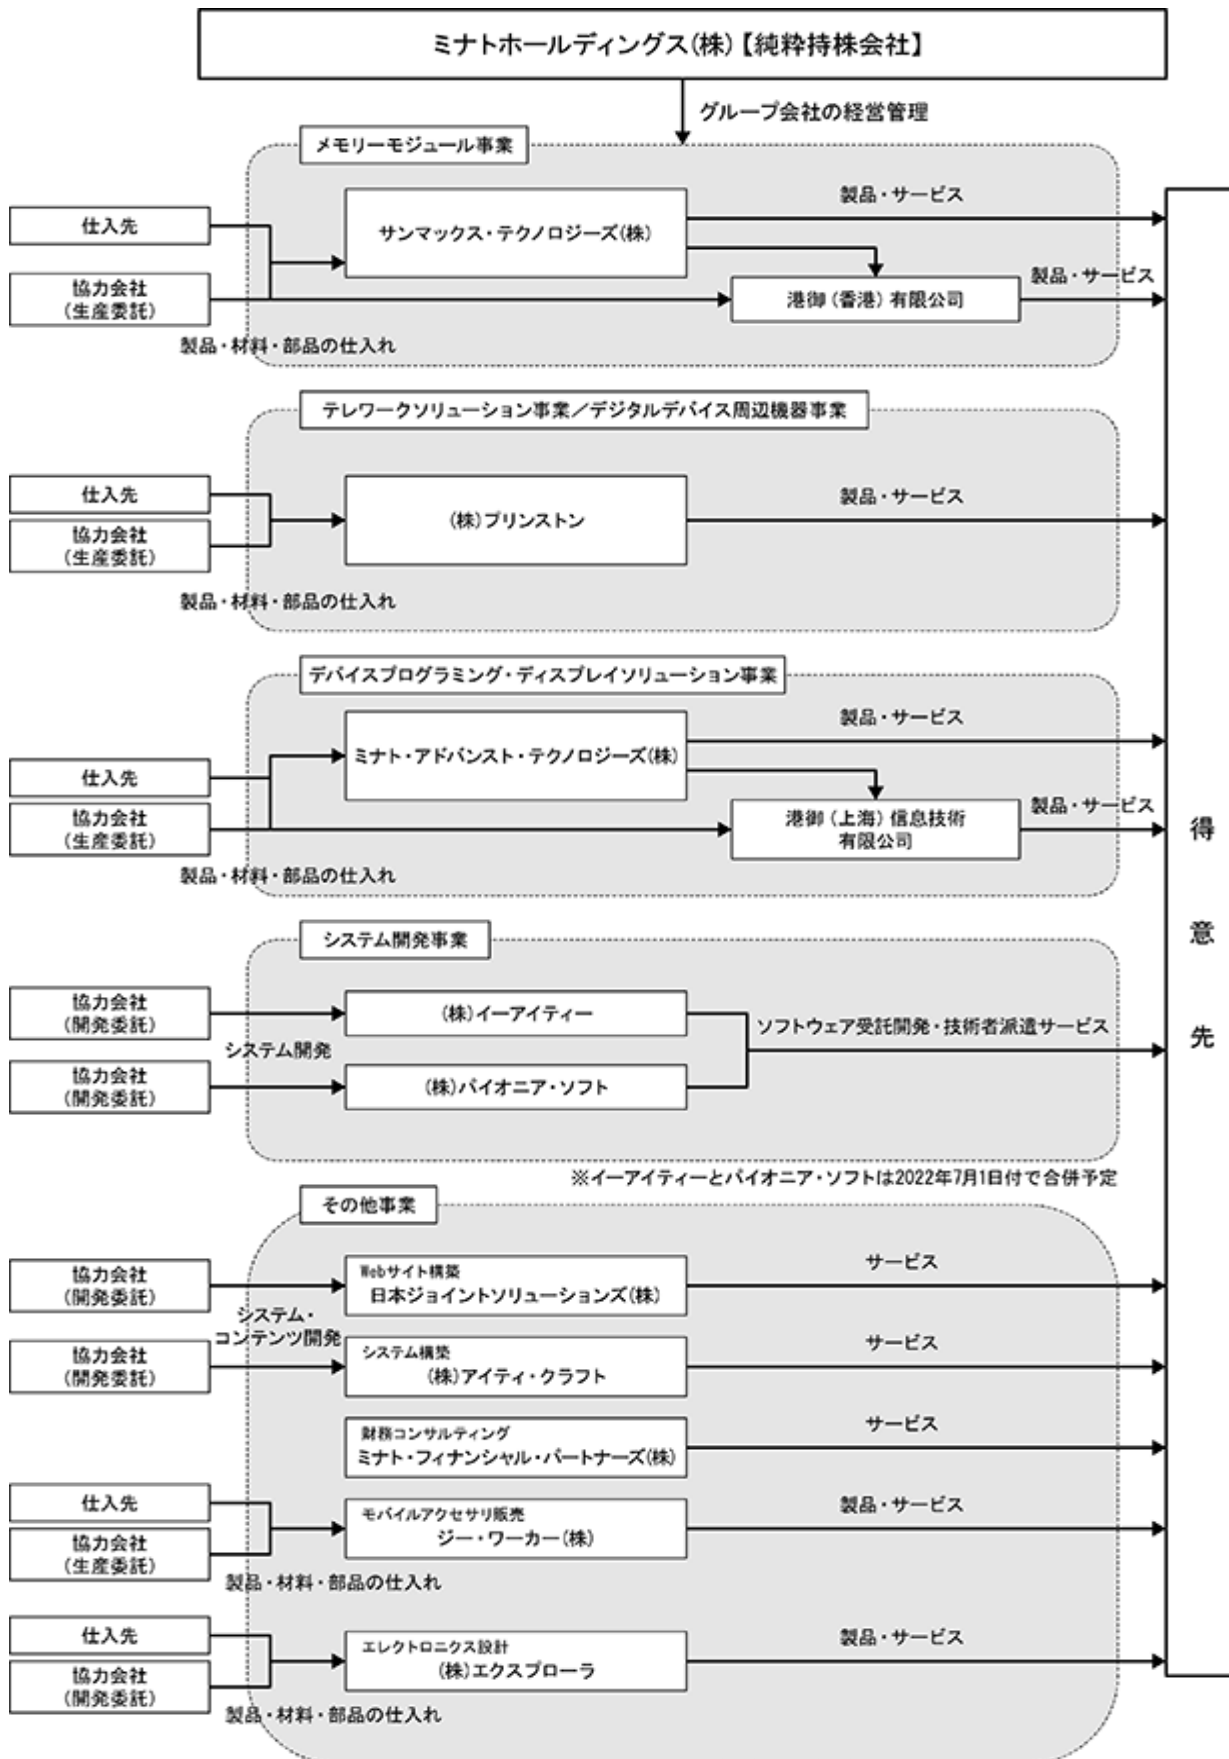 ミナトホールディングス(株)【純粋持株会社】
グループ会社の経営管理
メモリーモジュール事業
仕入先
協力会社
(生産委託)
製品・材料・部品の仕入れ
サンマックス・テクノロジーズ(株)
製品・サービス
港御(香港)有限公司
製品・サービス
テレワークソリューション事業/デジタルデバイス周辺機器事業
仕入先
協力会社
(生産委託)
製品・材料・部品の仕入れ
(株)プリンストン
製品・サービス
デバイスプログラミング・ディスプレイソリューション事業
仕入先
協力会社
(生産委託)
製品・材料・部品の仕入れ
ミナト・アドバンスト・テクノロジーズ(株)
製品・サービス
港御(上海)信息技術
有限公司
製品・サービス
システム開発事業
協力会社
(開発委託)
システム開発
協力会社
(開発委託)
(株)イーアイティー
(株)パイオニア・ソフト
ソフトウェア受託開発・技術者派遣サービス
※イーアイティーとパイオニア・ソフトは2022年7月1日付で合併予定
その他事業
協力会社
(開発委託)
システム・
コンテンツ開発
Webサイト構築
日本ジョイントソリューションズ(株)
サービス
協力会社
(開発委託)
システム構築
(株)アイティ・クラフト
サービス
財務コンサルティング
ミナト・フィナンシャル・パートナーズ(株)
サービス
仕入先
協力会社
(生産委託)
製品・材料・部品の仕入れ
モバイルアクセサリ販売
ジー・ワーカー(株)
製品・サービス
仕入先
協力会社
(開発委託)
製品・材料・部品の仕入れ
エレクトロニクス設計
(株)エクスプローラ
製品・サービス
得意先